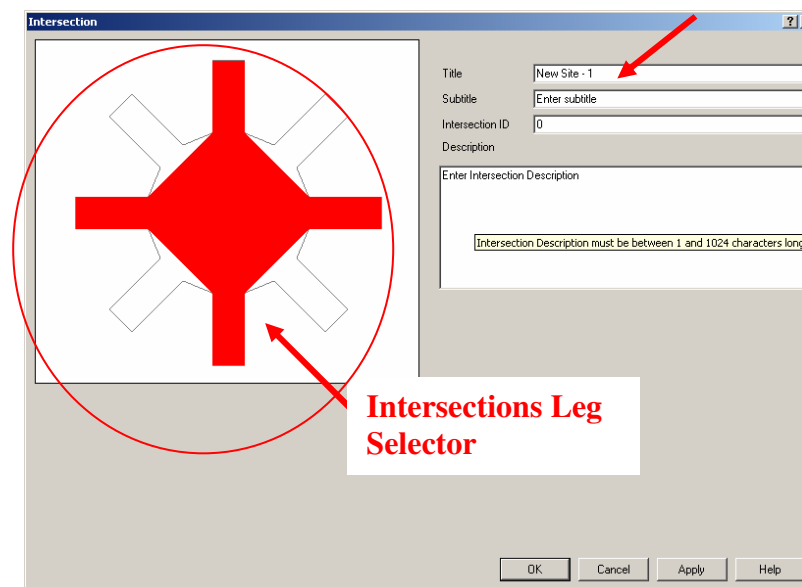 Intersection
?
Title
New Site - 1
Subtitle
Enter subtitle
Intersection ID
0
Description
Enter Intersection Description
Intersection Description must be between 1 and 1024 characters long
Intersections Leg
Selector
OK
Cancel
Apply
Help